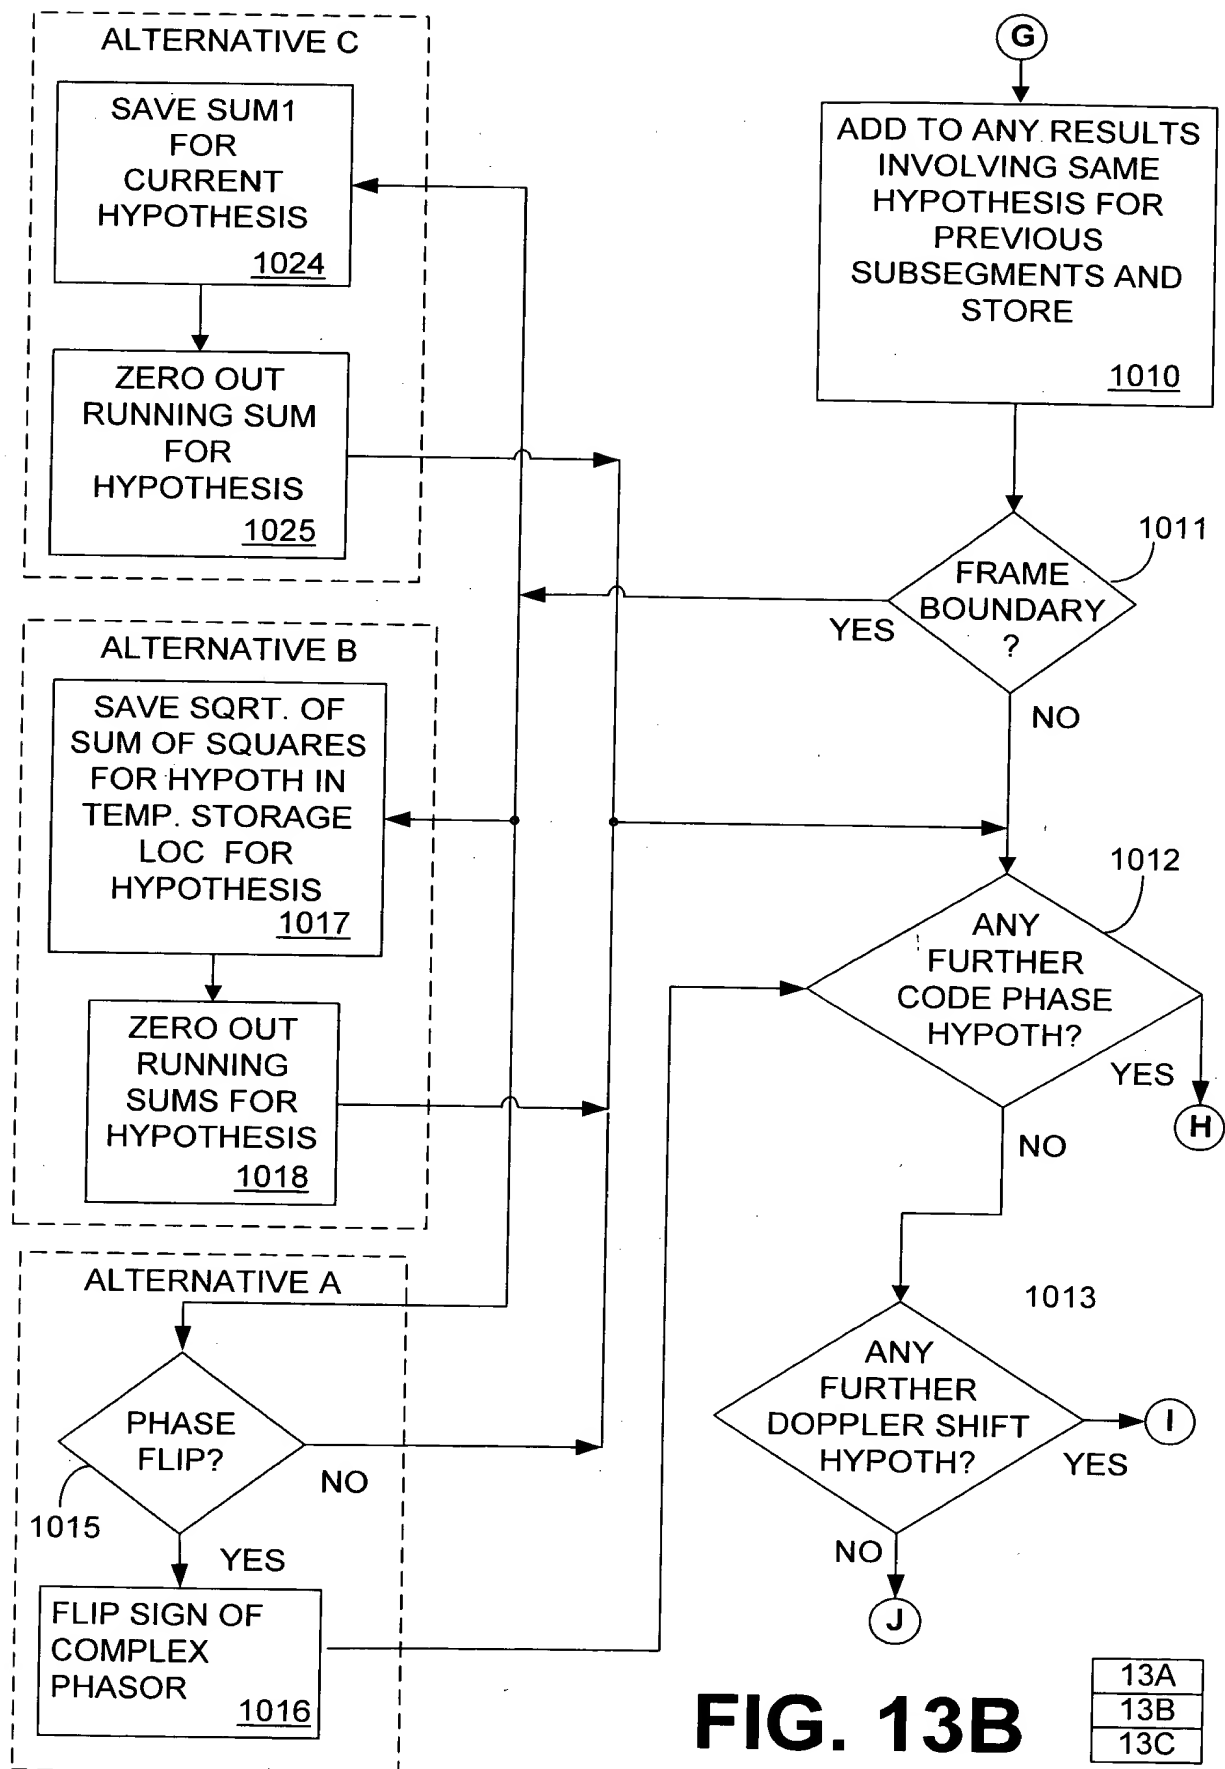 ALTERNATIVE C
SAVE SUM1
FOR
CURRENT
HYPOTHESIS
1024
ZERO OUT
RUNNING SUM
FOR
HYPOTHESIS
1025
ALTERNATIVE B
SAVE SQRT. OF
SUM OF SQUARES
FOR HYPOTH IN
TEMP. STORAGE
LOC FOR
HYPOTHESIS
1017
ZERO OUT
RUNNING
SUMS FOR
HYPOTHESIS
1018
ALTERNATIVE A
PHASE
FLIP?
NO
1015
YES
FLIP SIGN OF
COMPLEX
PHASOR
1016
G
ADD TO ANY RESULTS
INVOLVING SAME
HYPOTHESIS FOR
PREVIOUS
SUBSEGMENTS AND
STORE
1010
1011
FRAME
BOUNDARY
?
YES
NO
1012
ANY
FURTHER
CODE PHASE
HYPOTH?
YES
H
NO
1013
ANY
FURTHER
DOPPLER SHIFT
HYPOTH?
I
YES
NO
J
FIG. 13B
13A
13B
13C